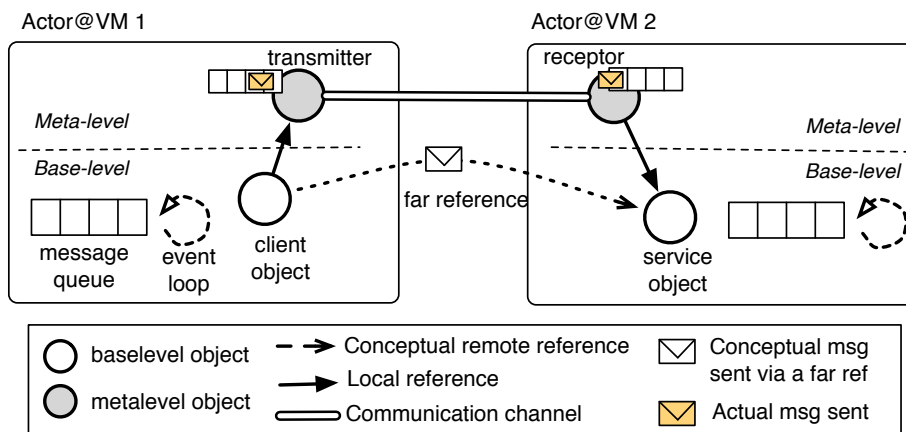 Actor@VM 1
Actor@VM 2
transmitter
receptor
Meta-level
Meta-level
Base-level
Base-level
far reference
message
queue
event
loop
client
object
service
object
baselevel object
metalevel object
Conceptual remote reference
Local reference
Communication channel
Conceptual msg
sent via a far ref
Actual msg sent